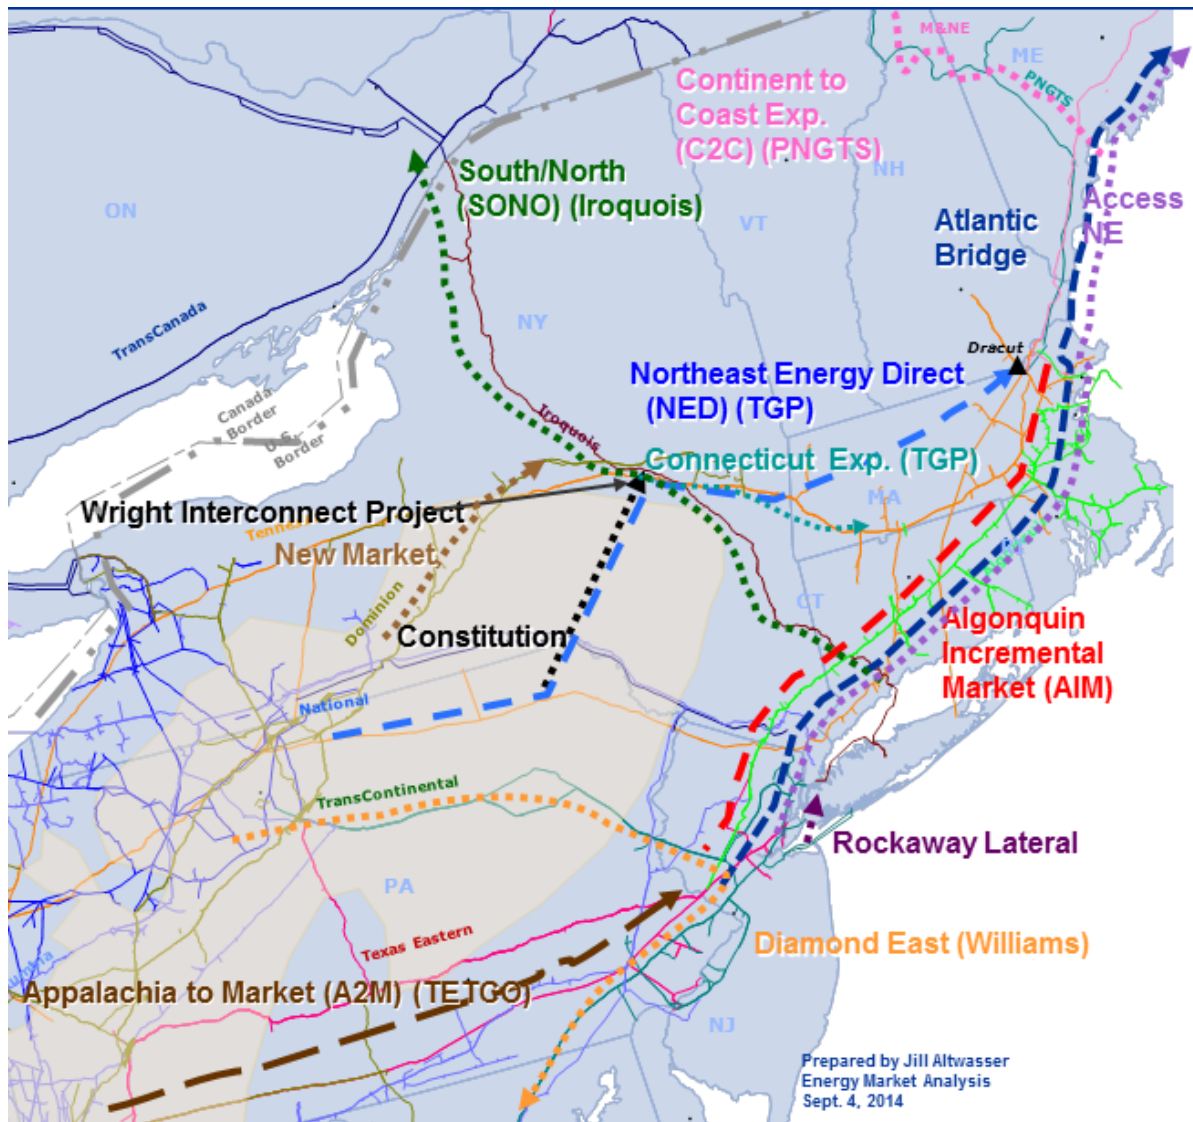 M&NE
ME
Continent to
Coast Exp.
(C2C) (PNGTS)
PNGTS
South/North
(SONO) (Iroquois)
NH
Access
NE
ON
VT
Atlantic
Bridge
TransCanada
NY
Dracut
Northeast Energy Direct
(NED) (TGP)
Canada
Border
U.S.
Border
Iroquois
Connecticut Exp. (TGP)
MA
Wright Interconnect Project
New Market
Dominion
CT
Constitution
Algonquin
Incremental
Market (AIM)
National
TransContinental
Rockaway Lateral
PA
Texas Eastern
Diamond East (Williams)
Appalachia to Market (A2M) (TETCO)
NJ
Prepared by Jill Altwasser
Energy Market Analysis
Sept. 4, 2014